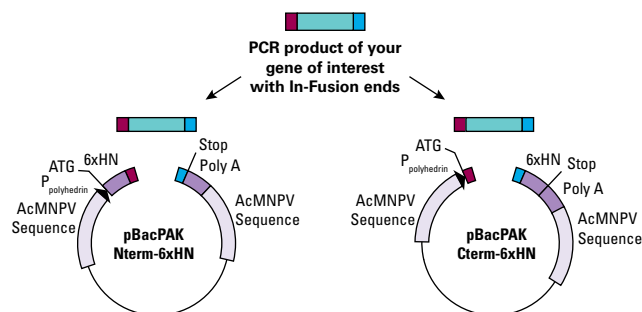 PCR product of your
gene of interest
with In-Fusion ends
ATG
6xHN
P polyhedrin
AcMNPV
Sequence
Stop
Poly A
AcMNPV
Sequence
pBacPAK
Nterm-6xHN
ATG
P polyhedrin
AcMNPV
Sequence
6xHN
Stop
Poly A
AcMNPV
Sequence
pBacPAK
Cterm-6xHN